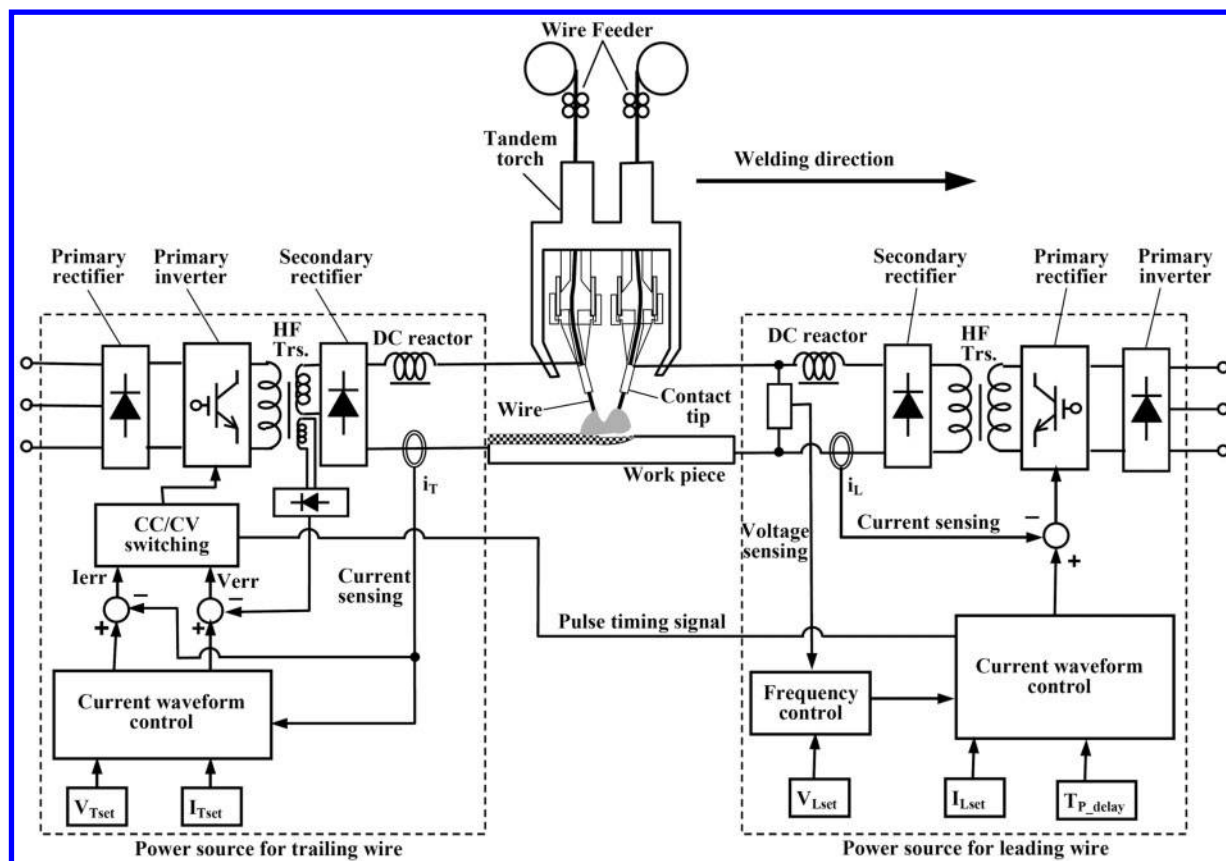 Wire Feeder
Tandem
torch
Welding direction
Primary
rectifier
Primary
inverter
Secondary
rectifier
HF
Trs.
DC reactor
Wire
Contact
tip
Work piece
Secondary
rectifier
Primary
rectifier
Primary
inverter
DC reactor
HF
Trs.
iT
iL
CC/CV
switching
Ierr
Verr
−
−
+
+
Current
sensing
Voltage
sensing
Current sensing
−
+
Pulse timing signal
Current waveform
control
Frequency
control
Current waveform
control
VTset
ITset
VLset
ILset
TP_delay
Power source for trailing wire
Power source for leading wire